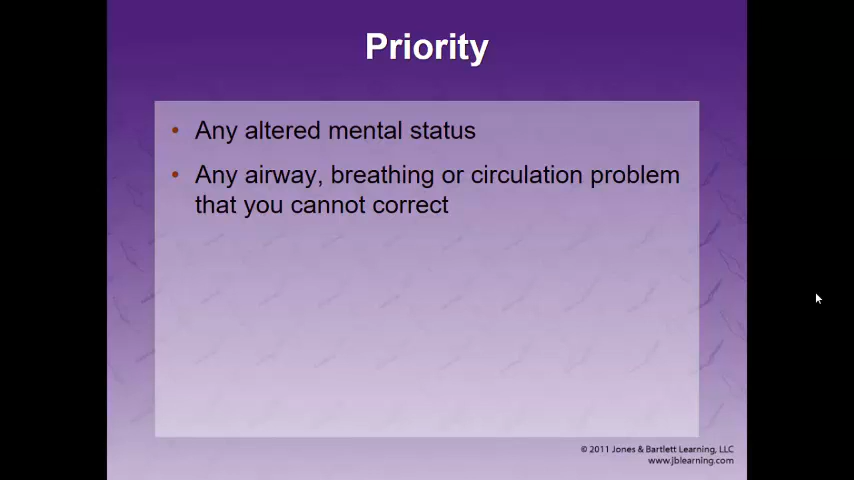 Priority
• Any altered mental status
• Any airway, breathing or circulation problem
that you cannot correct
© 2011 Jones & Bartlett Learning, LLC
www.jblearning.com